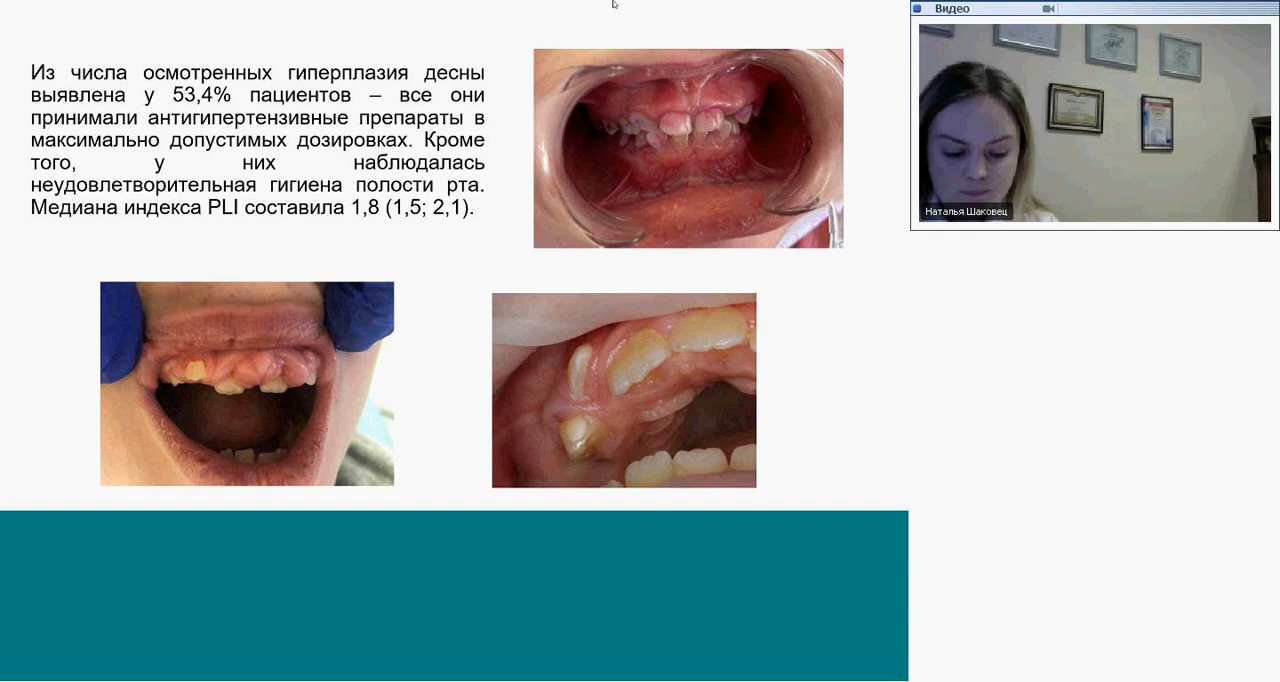 Из числа осмотренных гиперплазия десны
выявлена у 53,4% пациентов – все они
принимали антигипертензивные препараты в
максимально допустимых дозировках. Кроме
того, у них наблюдалась
неудовлетворительная гигиена полости рта.
Медиана индекса PLI составила 1,8 (1,5; 2,1).
Видео
Наталья Шаковец